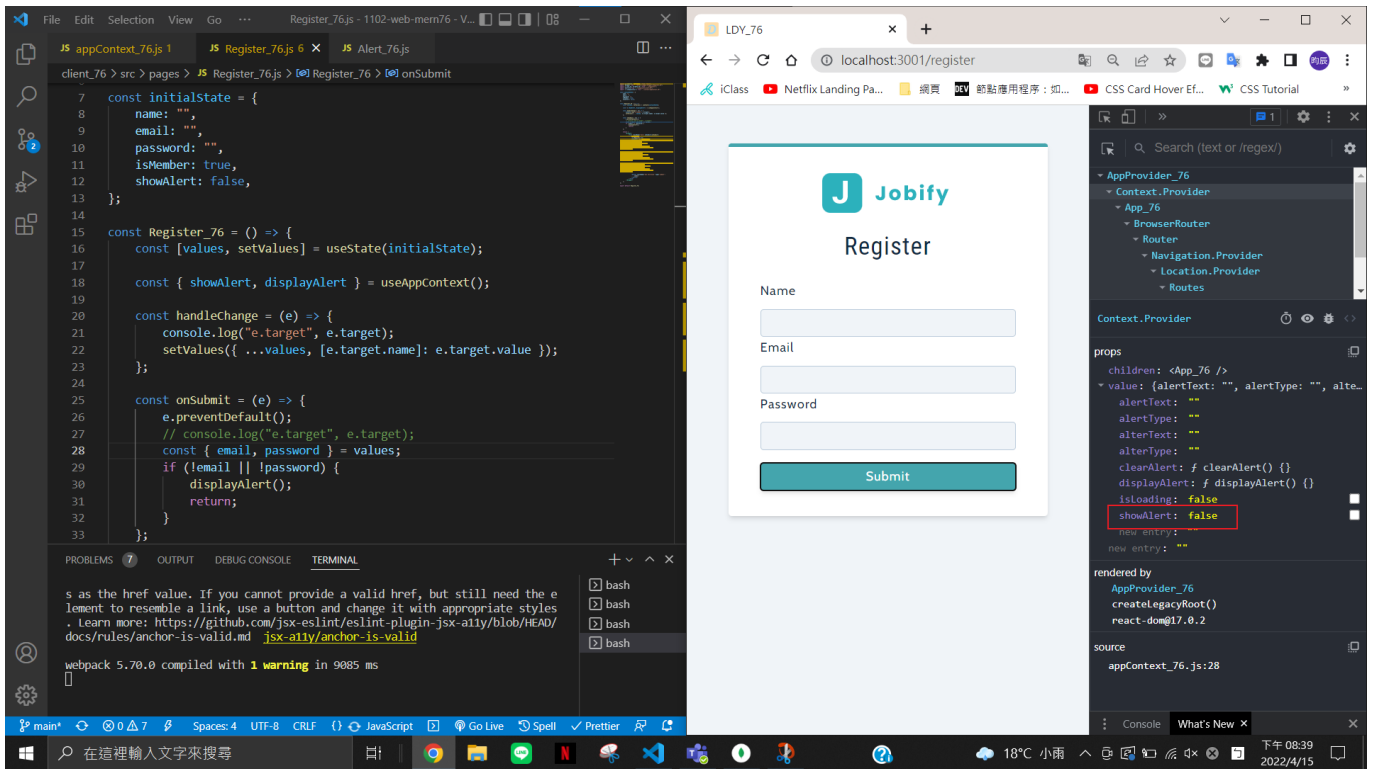 File Edit Selection View Go ··· Register_76.js - 1102-web-mern76 - V...
JS appContext_76.js 1 JS Register_76.js 6 JS Alert_76.js
client_76 > src > pages > JS Register_76.js > Register_76 > onSubmit
7 const initialState = {
8 name: "",
9 email: "",
10 password: "",
11 isMember: true,
12 showAlert: false,
13 };
14
15 const Register_76 = () => {
16 const [values, setValues] = useState(initialState);
17
18 const { showAlert, displayAlert } = useAppContext();
19
20 const handleChange = (e) => {
21 console.log("e.target", e.target);
22 setValues({ ...values, [e.target.name]: e.target.value });
23 };
24
25 const onSubmit = (e) => {
26 e.preventDefault();
27 // console.log("e.target", e.target);
28 const { email, password } = values;
29 if (!email || !password) {
30 displayAlert();
31 return;
32 }
33 };
PROBLEMS 7 OUTPUT DEBUG CONSOLE TERMINAL
s as the href value. If you cannot provide a valid href, but still need the e
lement to resemble a link, use a button and change it with appropriate styles
. Learn more: https://github.com/jsx-eslint/eslint-plugin-jsx-a11y/blob/HEAD/
docs/rules/anchor-is-valid.md jsx-a11y/anchor-is-valid
webpack 5.70.0 compiled with 1 warning in 9085 ms
bash
bash
bash
bash
2
main* 0 7 Spaces: 4 UTF-8 CRLF {} JavaScript Go Live Spell Prettier
LDY_76
localhost:3001/register
的辰
iClass Netflix Landing Pa... 網頁 DEV 節點應用程序：如... CSS Card Hover Ef... CSS Tutorial »
J Jobify
Register
Name
Email
Password
Submit
» 1
Search (text or /regex/)
AppProvider_76
Context.Provider
App_76
BrowserRouter
Router
Navigation.Provider
Location.Provider
Routes
Context.Provider
props
children: <App_76 />
value: {alertText: "", alertType: "", alte…
alertText: ""
alertType: ""
alterText: ""
alterType: ""
clearAlert: ƒ clearAlert() {}
displayAlert: ƒ displayAlert() {}
isLoading: false
showAlert: false
new entry: ""
new entry: ""
rendered by
AppProvider_76
createLegacyRoot()
react-dom@17.0.2
source
appContext_76.js:28
Console What's New
在這裡輸入文字來搜尋
18°C 小雨
下午 08:39
2022/4/15